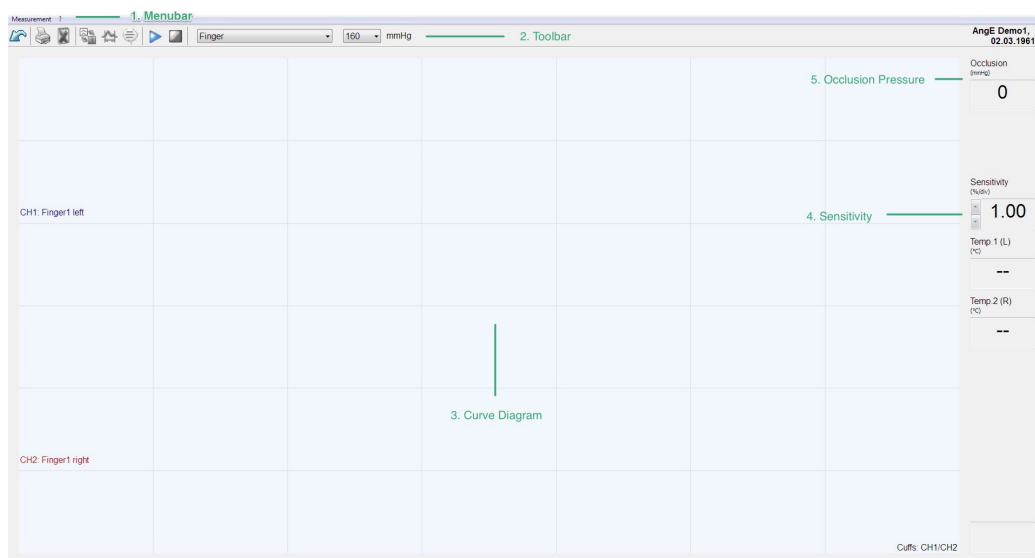 Measurement ?
1. Menubar
Finger
160
mmHg
2. Toolbar
AngE Demo1,
02.03.1961
Occlusion
(mmHg)
0
5. Occlusion Pressure
Sensitivity
(%/div)
1.00
4. Sensitivity
CH1: Finger1 left
Temp.1 (L)
(°C)
--
Temp.2 (R)
(°C)
--
3. Curve Diagram
CH2: Finger1 right
Cuffs: CH1/CH2